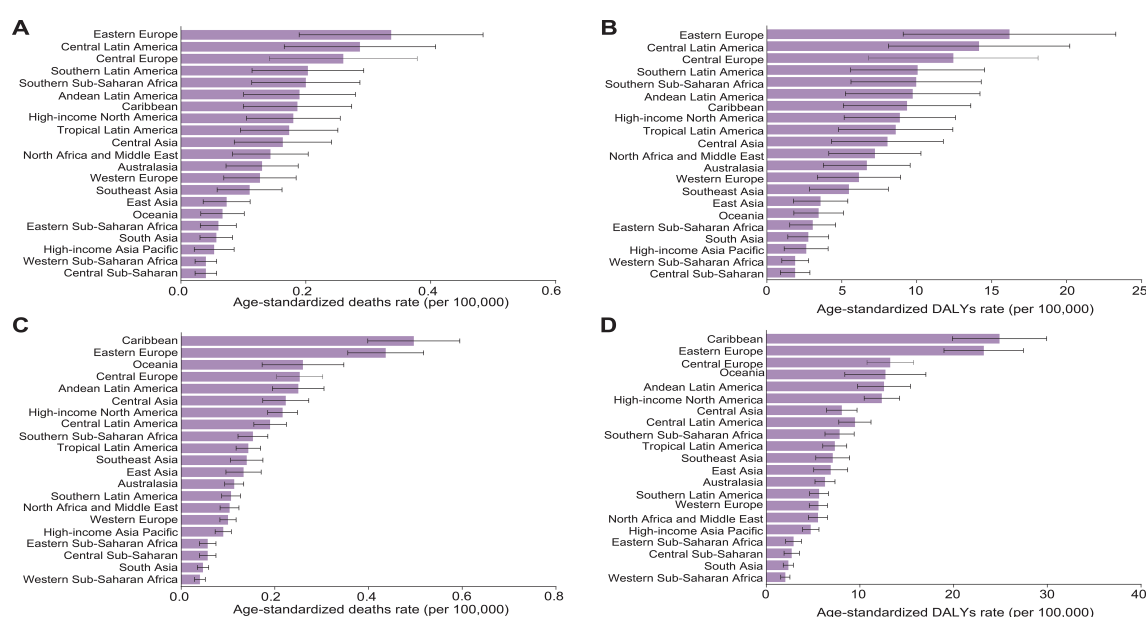 A
Eastern Europe
Central Latin America
Central Europe
Southern Latin America
Southern Sub-Saharan Africa
Andean Latin America
Caribbean
High-income North America
Tropical Latin America
Central Asia
North Africa and Middle East
Australasia
Western Europe
Southeast Asia
East Asia
Oceania
Eastern Sub-Saharan Africa
South Asia
High-income Asia Pacific
Western Sub-Saharan Africa
Central Sub-Saharan
0.0 0.2 0.4 0.6
Age-standardized deaths rate (per 100,000)
B
Eastern Europe
Central Latin America
Central Europe
Southern Latin America
Southern Sub-Saharan Africa
Andean Latin America
Caribbean
High-income North America
Tropical Latin America
Central Asia
North Africa and Middle East
Australasia
Western Europe
Southeast Asia
East Asia
Oceania
Eastern Sub-Saharan Africa
South Asia
High-income Asia Pacific
Western Sub-Saharan Africa
Central Sub-Saharan
0 5 10 15 20 25
Age-standardized DALYs rate (per 100,000)
C
Caribbean
Eastern Europe
Oceania
Central Europe
Andean Latin America
Central Asia
High-income North America
Central Latin America
Southern Sub-Saharan Africa
Tropical Latin America
Southeast Asia
East Asia
Australasia
Southern Latin America
North Africa and Middle East
Western Europe
High-income Asia Pacific
Eastern Sub-Saharan Africa
Central Sub-Saharan
South Asia
Western Sub-Saharan Africa
0.0 0.2 0.4 0.6 0.8
Age-standardized deaths rate (per 100,000)
D
Caribbean
Eastern Europe
Central Europe
Oceania
Andean Latin America
High-income North America
Central Asia
Central Latin America
Southern Sub-Saharan Africa
Tropical Latin America
Southeast Asia
East Asia
Australasia
Southern Latin America
Western Europe
North Africa and Middle East
High-income Asia Pacific
Eastern Sub-Saharan Africa
Central Sub-Saharan
South Asia
Western Sub-Saharan Africa
0 10 20 30 40
Age-standardized DALYs rate (per 100,000)